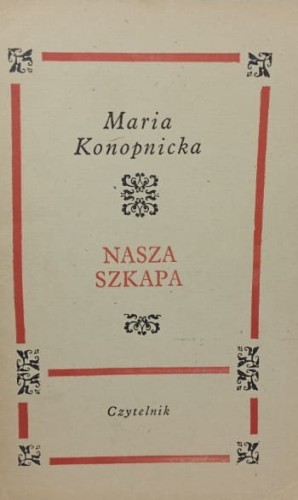 Maria
Konopnicka
NASZA
SZKAPA
Czytelnik